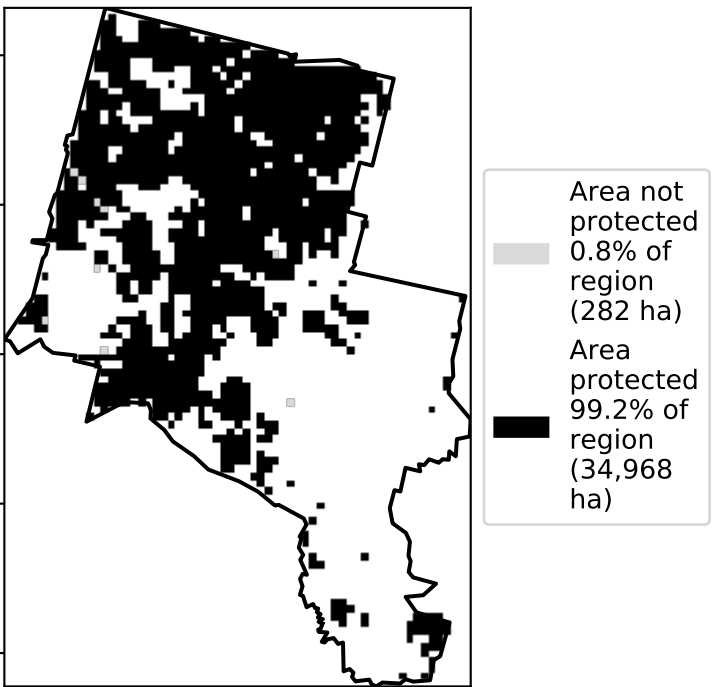 Area not
protected
0.8% of
region
(282 ha)
Area
protected
99.2% of
region
(34,968
ha)